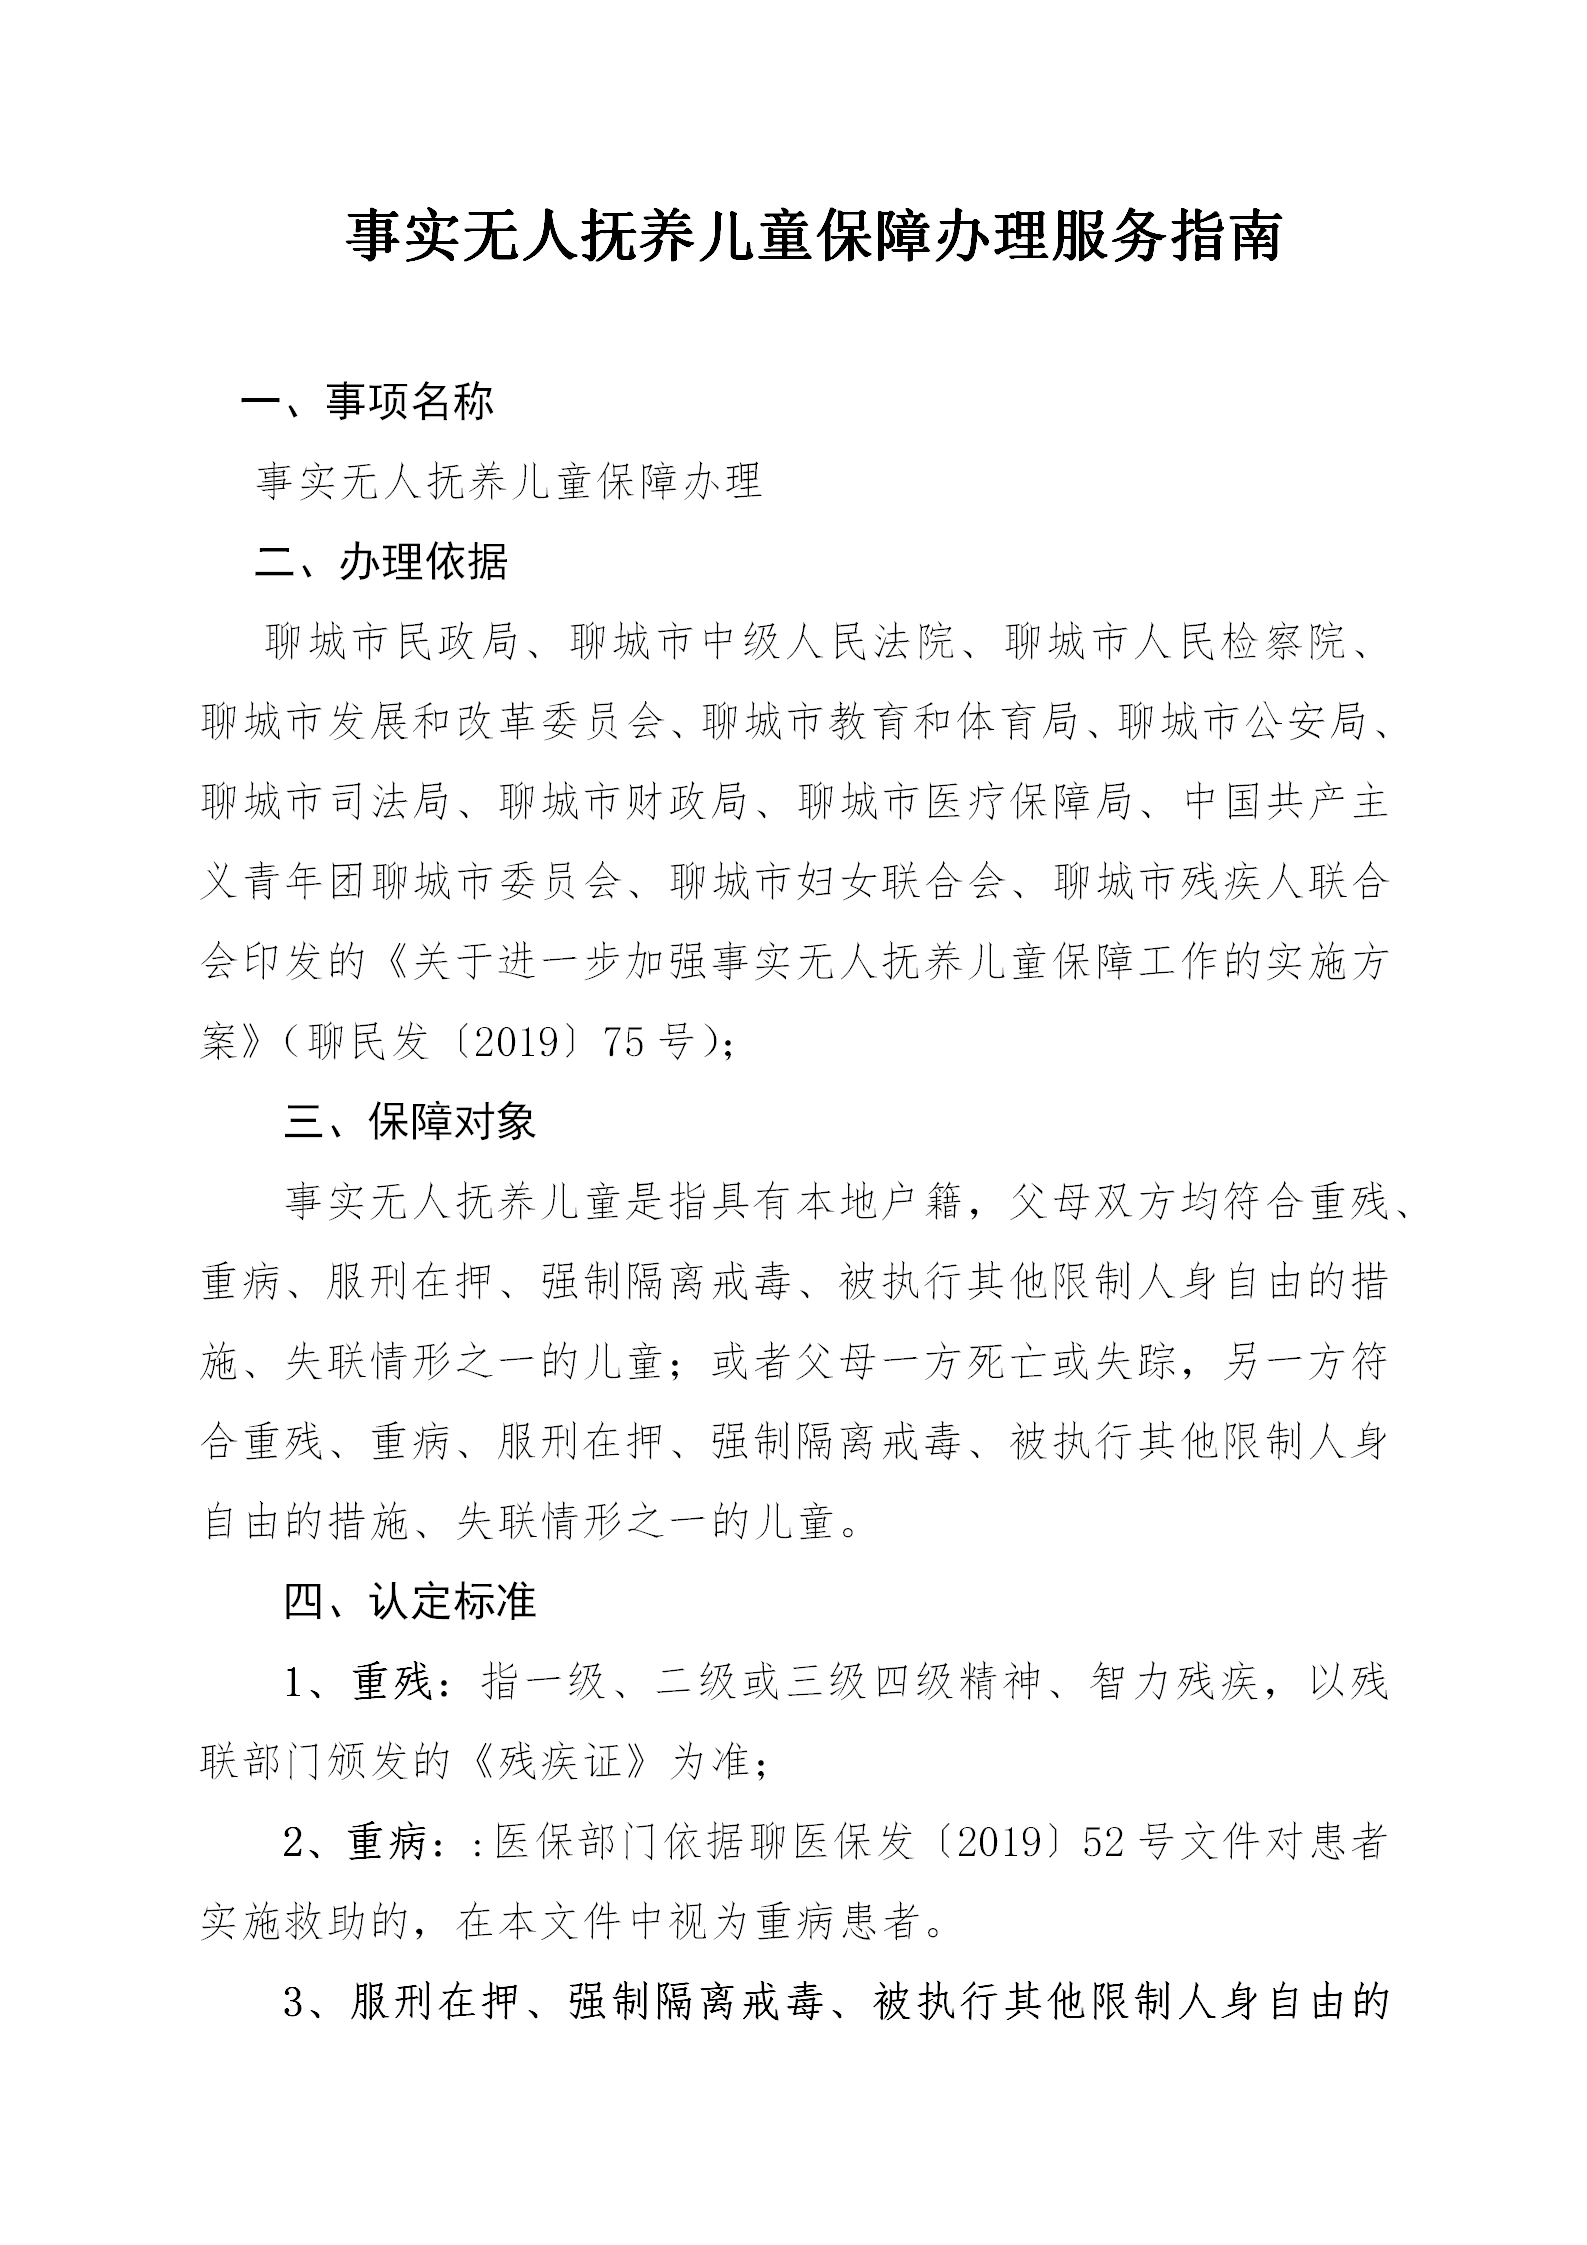 事实无人抚养儿童保障办理服务指南
一、事项名称
事实无人抚养儿童保障办理
二、办理依据
聊城市民政局、聊城市中级人民法院、聊城市人民检察院、
聊城市发展和改革委员会、聊城市教育和体育局、聊城市公安局、
聊城市司法局、聊城市财政局、聊城市医疗保障局、中国共产主
义青年团聊城市委员会、聊城市妇女联合会、聊城市残疾人联合
会印发的《关于进一步加强事实无人抚养儿童保障工作的实施方
案》（聊民发〔2019〕75 号）；
三、保障对象
事实无人抚养儿童是指具有本地户籍，父母双方均符合重残、
重病、服刑在押、强制隔离戒毒、被执行其他限制人身自由的措
施、失联情形之一的儿童；或者父母一方死亡或失踪，另一方符
合重残、重病、服刑在押、强制隔离戒毒、被执行其他限制人身
自由的措施、失联情形之一的儿童。
四、认定标准
1、重残：指一级、二级或三级四级精神、智力残疾，以残
联部门颁发的《残疾证》为准；
2、重病：:医保部门依据聊医保发〔2019〕52 号文件对患者
实施救助的，在本文件中视为重病患者。
3、服刑在押、强制隔离戒毒、被执行其他限制人身自由的